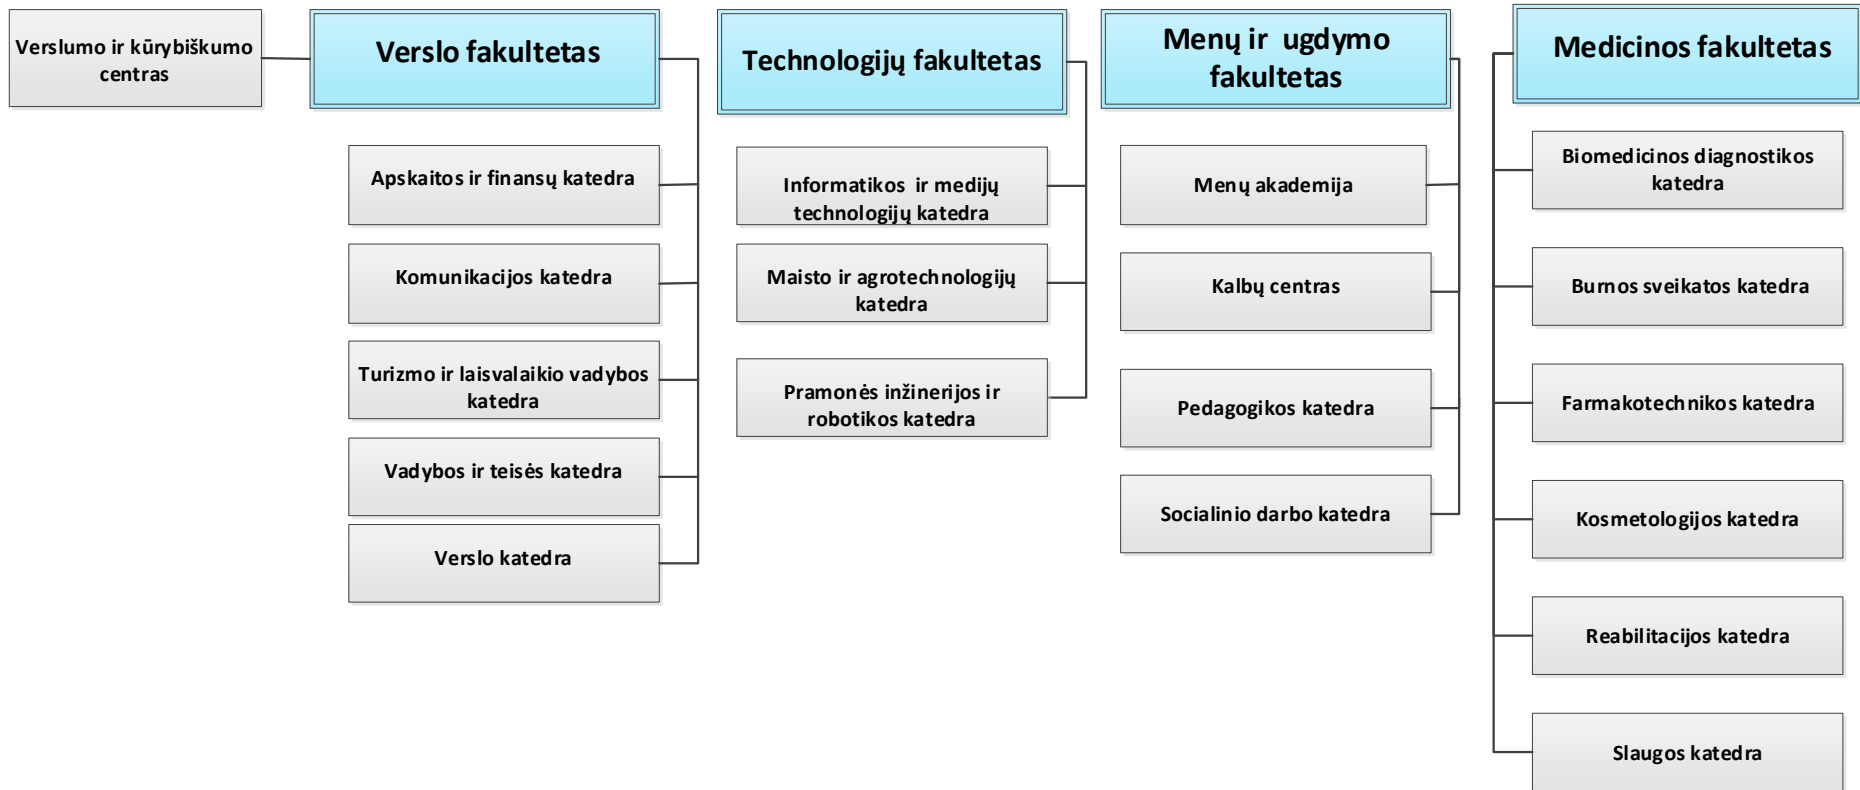 Verslumo ir kūrybiškumo
centras
Verslo fakultetas
Apskaitos ir finansų katedra
Komunikacijos katedra
Turizmo ir laisvalaikio vadybos
katedra
Vadybos ir teisės katedra
Verslo katedra
Technologijų fakultetas
Informatikos ir medijų
technologijų katedra
Maisto ir agrotechnologijų
katedra
Pramonės inžinerijos ir
robotikos katedra
Menų ir ugdymo
fakultetas
Menų akademija
Kalbų centras
Pedagogikos katedra
Socialinio darbo katedra
Medicinos fakultetas
Biomedicinos diagnostikos
katedra
Burnos sveikatos katedra
Farmakotechnikos katedra
Kosmetologijos katedra
Reabilitacijos katedra
Slaugos katedra